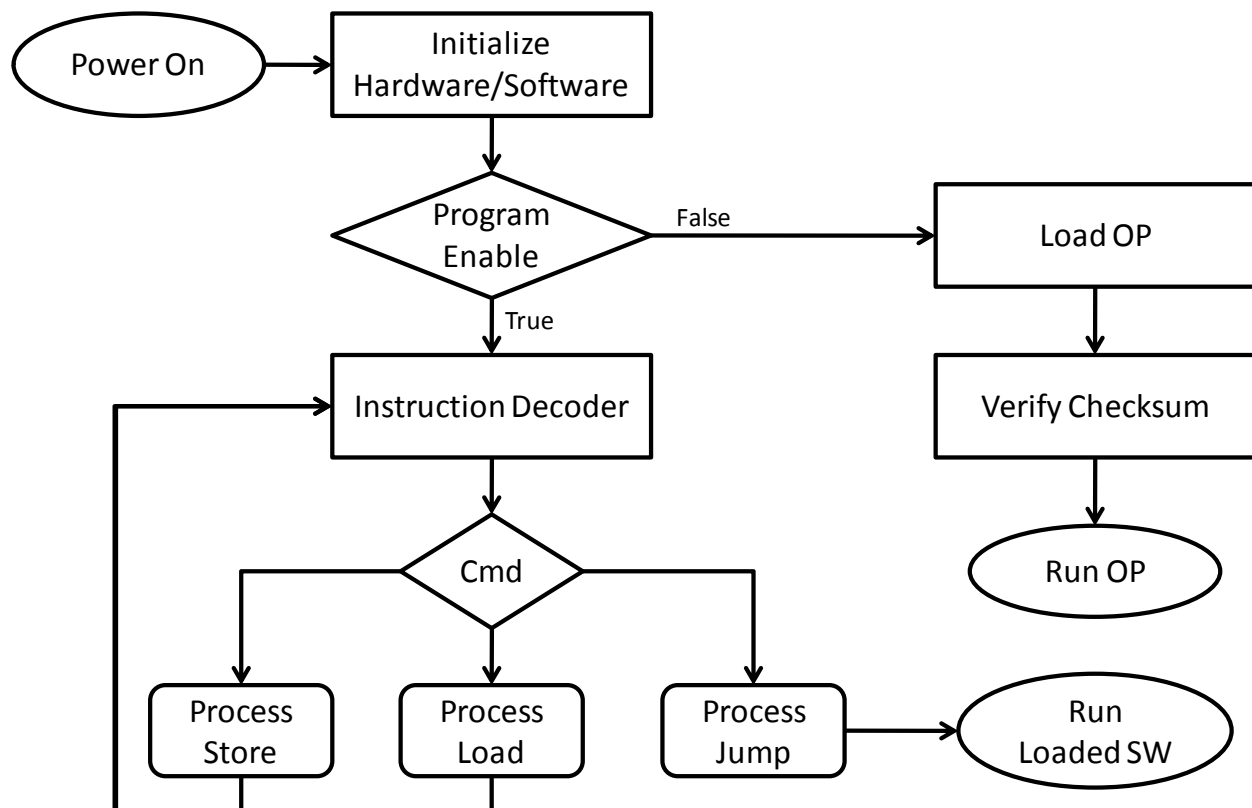 Power On
Initialize
Hardware/Software
Program
Enable
False
Load OP
True
Instruction Decoder
Verify Checksum
Cmd
Run OP
Process
Store
Process
Load
Process
Jump
Run
Loaded SW